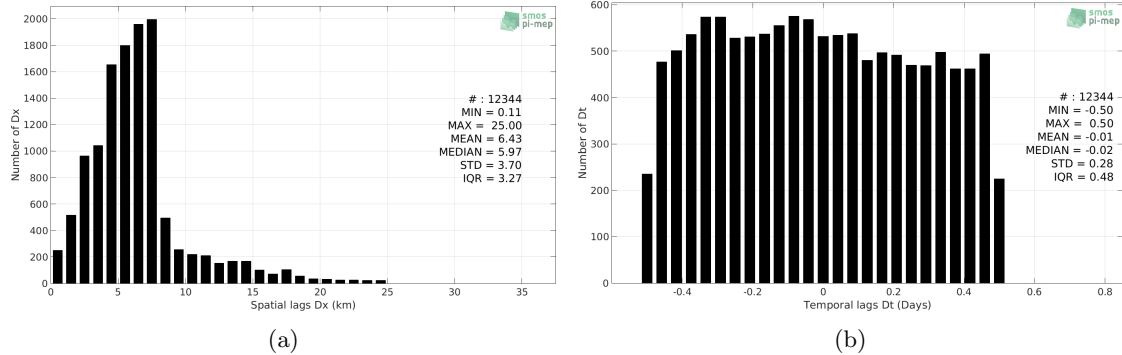 2000
1800
1600
1400
1200
1000
800
600
400
200
0
Number of Dx
smos
pi-mep
# : 12344
MIN = 0.11
MAX = 25.00
MEAN = 6.43
MEDIAN = 5.97
STD = 3.70
IQR = 3.27
0 5 10 15 20 25 30 35
Spatial lags Dx (km)
(a)
600
500
400
300
200
100
0
Number of Dt
smos
pi-mep
# : 12344
MIN = -0.50
MAX = 0.50
MEAN = -0.01
MEDIAN = -0.02
STD = 0.28
IQR = 0.48
-0.4 -0.2 0 0.2 0.4 0.6 0.8
Temporal lags Dt (Days)
(b)